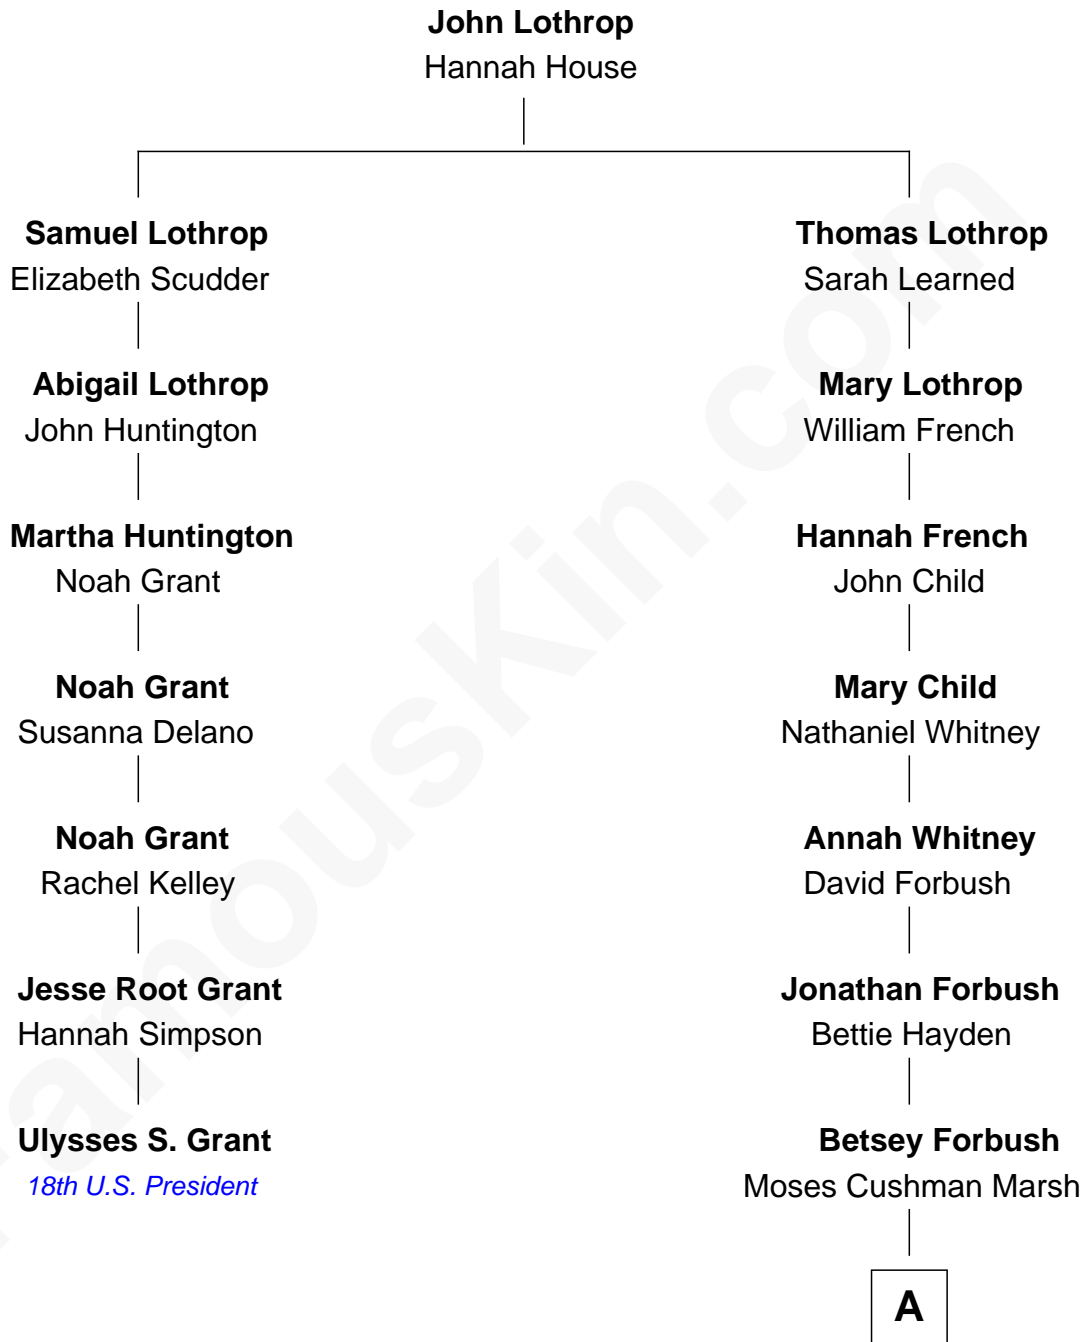 John Lothrop
Hannah House
Samuel Lothrop
Elizabeth Scudder
Abigail Lothrop
John Huntington
Martha Huntington
Noah Grant
Noah Grant
Susanna Delano
Noah Grant
Rachel Kelley
Jesse Root Grant
Hannah Simpson
Ulysses S. Grant
18th U.S. President
Thomas Lothrop
Sarah Learned
Mary Lothrop
William French
Hannah French
John Child
Mary Child
Nathaniel Whitney
Annah Whitney
David Forbush
Jonathan Forbush
Bettie Hayden
Betsey Forbush
Moses Cushman Marsh
A
FamousKin.com